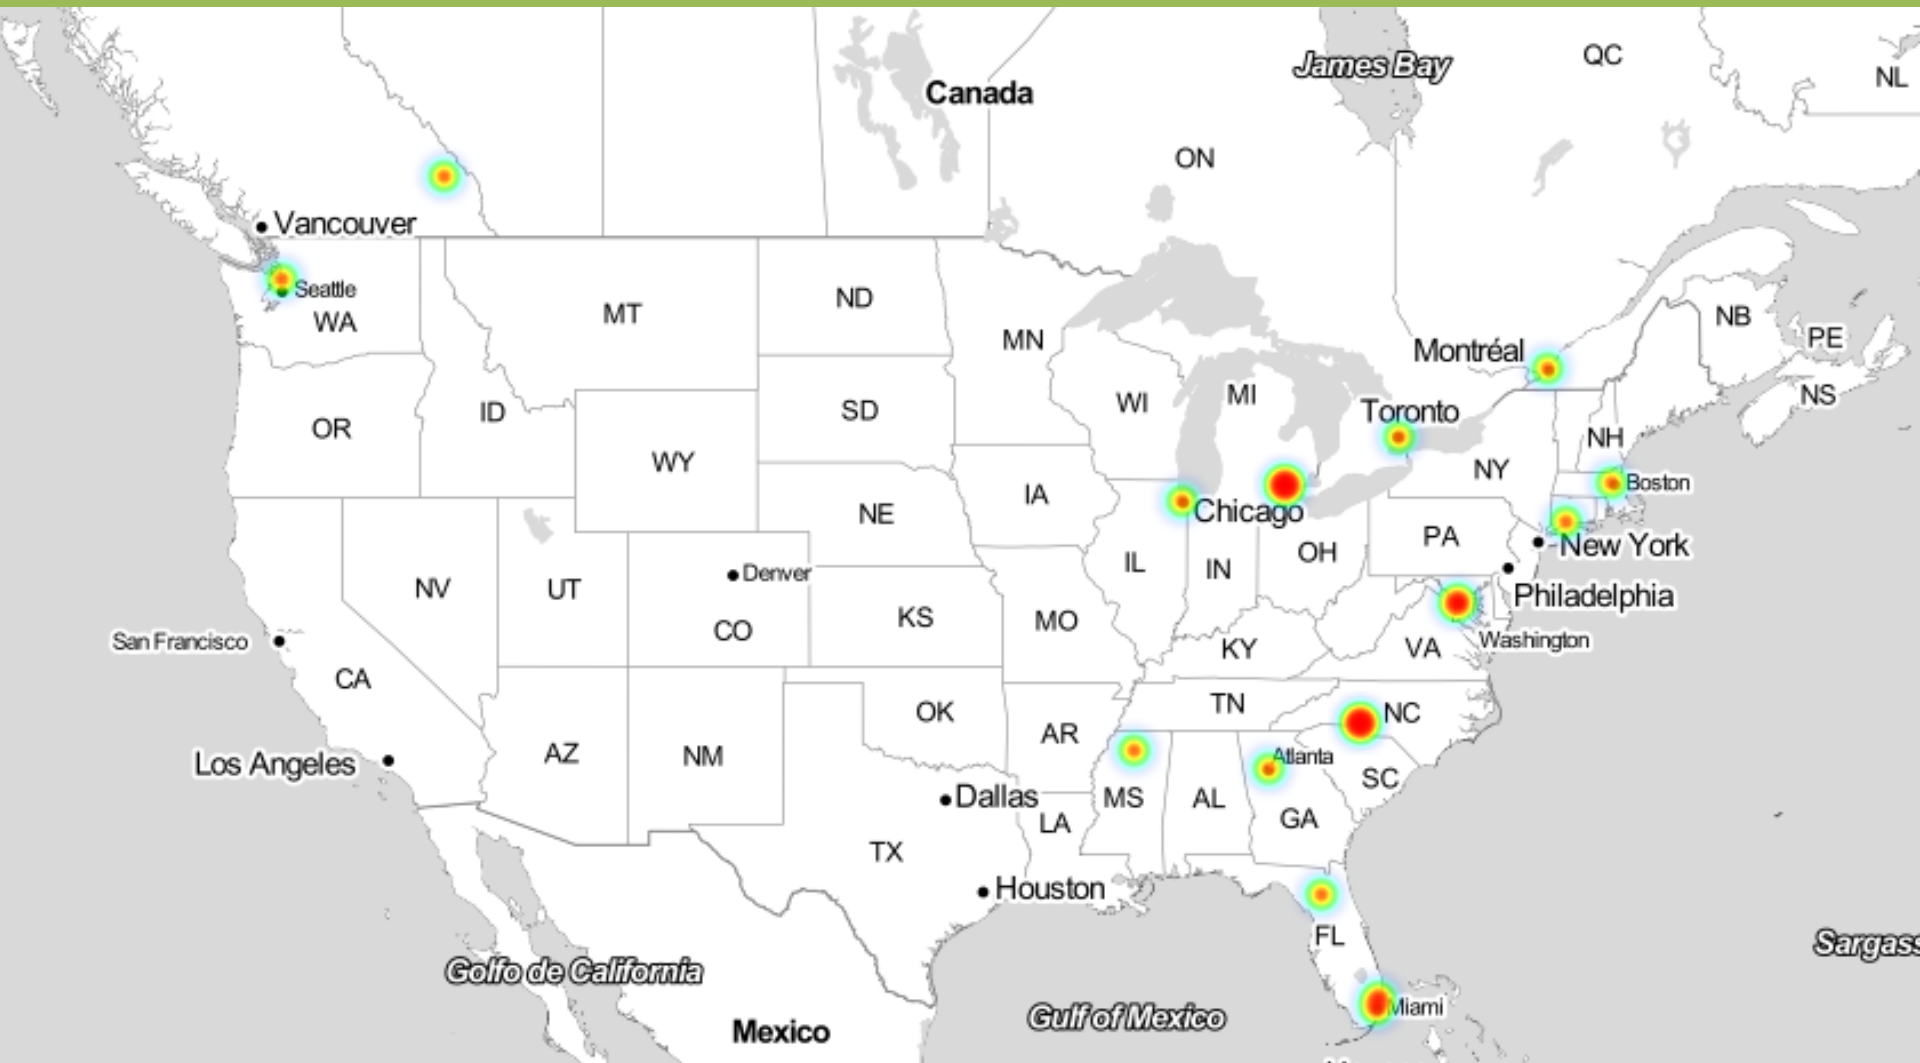 QC
James Bay
NL
Canada
ON
Vancouver
Seattle
WA
MT
ND
MN
NB
PE
Montréal
NS
WI
MI
Toronto
NH
OR
ID
SD
WY
NY
Boston
IA
NE
Chicago
PA
New York
IL
IN
OH
Denver
NV
UT
Philadelphia
KS
MO
CO
San Francisco
KY
VA
Washington
CA
TN
OK
NC
AR
AZ
NM
Atlanta
Los Angeles
SC
Dallas
MS
AL
LA
GA
TX
Houston
FL
Sargass
Golfo de California
Miami
Gulf of Mexico
Mexico